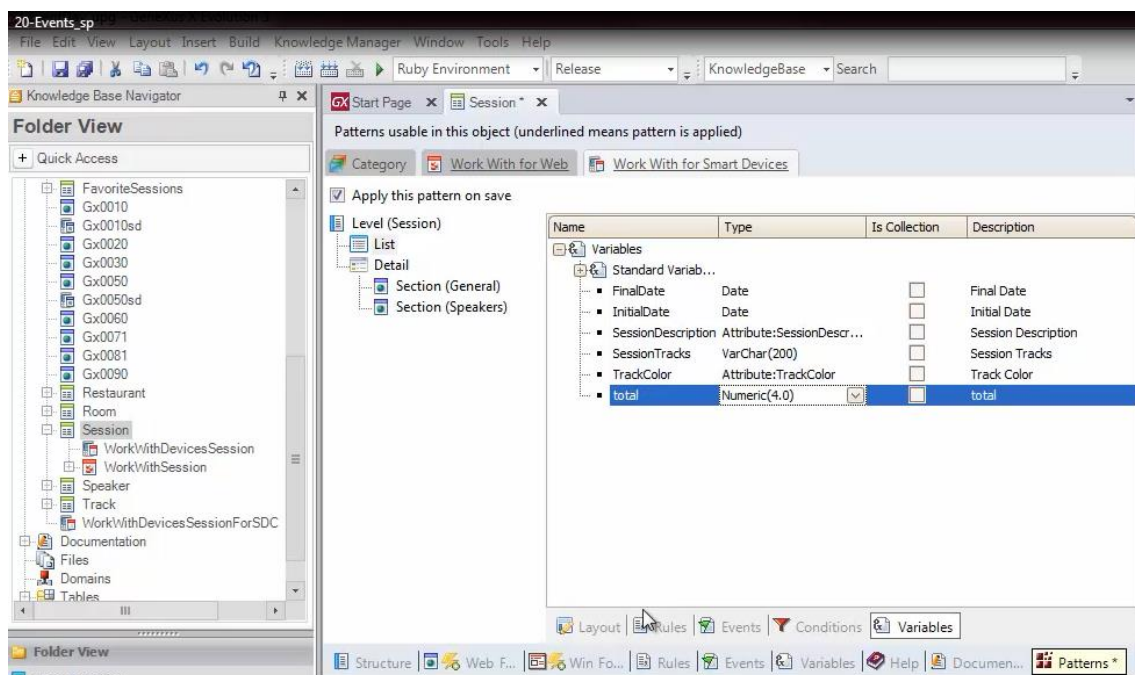 20-Events_sp
File Edit View Layout Insert Build Knowledge Manager Window Tools Help
Ruby Environment Release KnowledgeBase Search
Knowledge Base Navigator
Folder View
Quick Access
FavoriteSessions
Gx0010
Gx0010sd
Gx0020
Gx0030
Gx0050
Gx0050sd
Gx0060
Gx0071
Gx0081
Gx0090
Restaurant
Room
Session
WorkWithDevicesSession
WorkWithSession
Speaker
Track
WorkWithDevicesSessionForSDC
Documentation
Files
Domains
Tables
Folder View
GX Start Page Session *
Patterns usable in this object (underlined means pattern is applied)
Category Work With for Web Work With for Smart Devices
Apply this pattern on save
Level (Session)
List
Detail
Section (General)
Section (Speakers)
Name Type Is Collection Description
Variables
Standard Variab...
FinalDate Date Final Date
InitialDate Date Initial Date
SessionDescription Attribute:SessionDescr... Session Description
SessionTracks VarChar(200) Session Tracks
TrackColor Attribute:TrackColor Track Color
total Numeric(4.0) total
Layout Rules Events Conditions Variables
Structure Web F... Win Fo... Rules Events Variables Help Documen... Patterns *